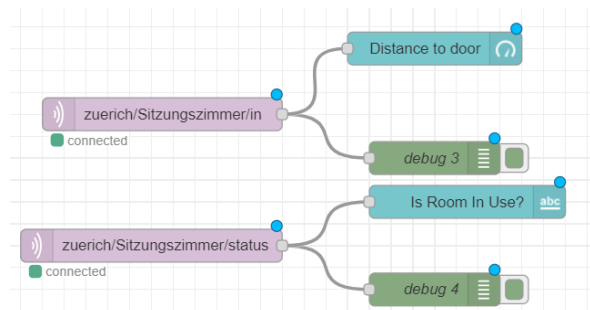 Distance to door
zuerich/Sitzungszimmer/in
connected
debug 3
Is Room In Use?
abc
zuerich/Sitzungszimmer/status
connected
debug 4